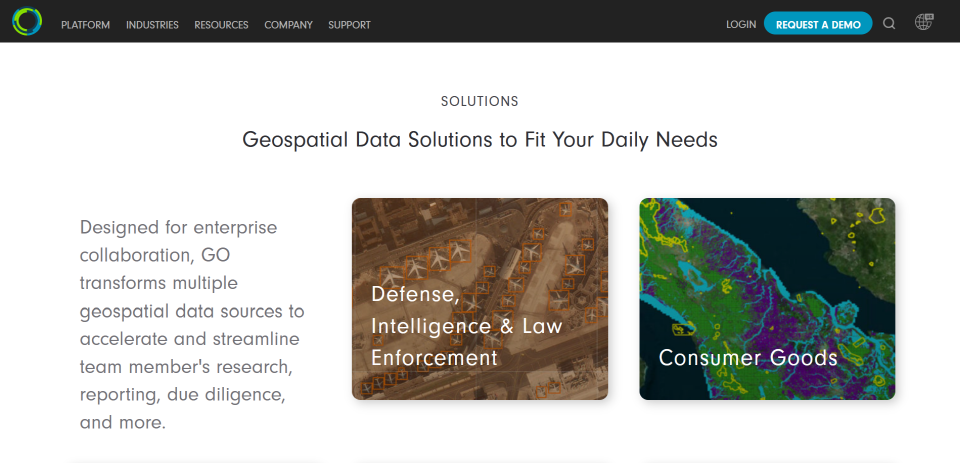 PLATFORM INDUSTRIES RESOURCES COMPANY SUPPORT LOGIN REQUEST A DEMO
SOLUTIONS
Geospatial Data Solutions to Fit Your Daily Needs
Designed for enterprise
collaboration, GO
transforms multiple
geospatial data sources to
accelerate and streamline
team member's research,
reporting, due diligence,
and more.
Defense,
Intelligence & Law
Enforcement
Consumer Goods